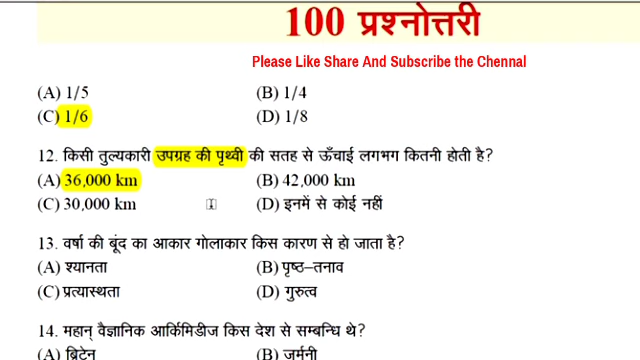 100 प्रश्नोत्तरी
Please Like Share And Subscribe the Chennal
(A) 1/5 (B) 1/4
(C) 1/6 (D) 1/8
12. किसी तुल्यकारी उपग्रह की पृथ्वी की सतह से ऊँचाई लगभग कितनी होती है?
(A) 36,000 km (B) 42,000 km
(C) 30,000 km (D) इनमें से कोई नहीं
13. वर्षा की बूंद का आकार गोलाकार किस कारण से हो जाता है?
(A) श्यानता (B) पृष्ठ–तनाव
(C) प्रत्यास्थता (D) गुरुत्व
14. महान् वैज्ञानिक आर्किमिडीज किस देश से सम्बन्धि थे?
(A) ब्रिटेन (B) जर्मनी